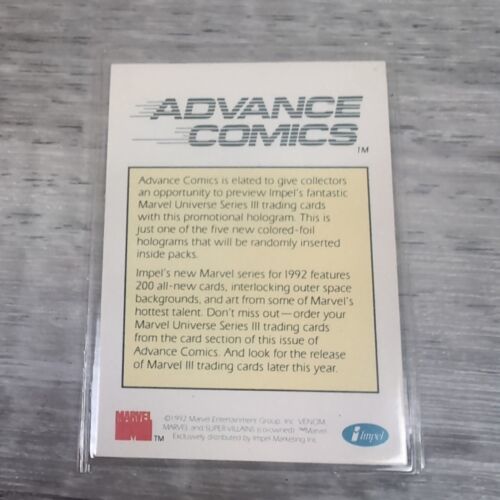 ADVANCE
COMICS
TM
Advance Comics is elated to give collectors
an opportunity to preview Impel's fantastic
Marvel Universe Series III trading cards
with this promotional hologram. This is
just one of the five new colored-foil
holograms that will be randomly inserted
inside packs.
Impel's new Marvel series for 1992 features
200 all-new cards, interlocking outer space
backgrounds, and art from some of Marvel's
hottest talent. Don't miss out—order your
Marvel Universe Series III trading cards
from the card section of this issue of
Advance Comics. And look for the release
of Marvel III trading cards later this year.
MARVEL
M TM
©1992 Marvel Entertainment Group, Inc. VENOM,
MARVEL and SUPER-VILLAINS is (owned) ™Marvel
Exclusively distributed by Impel Marketing Inc.
i Impel